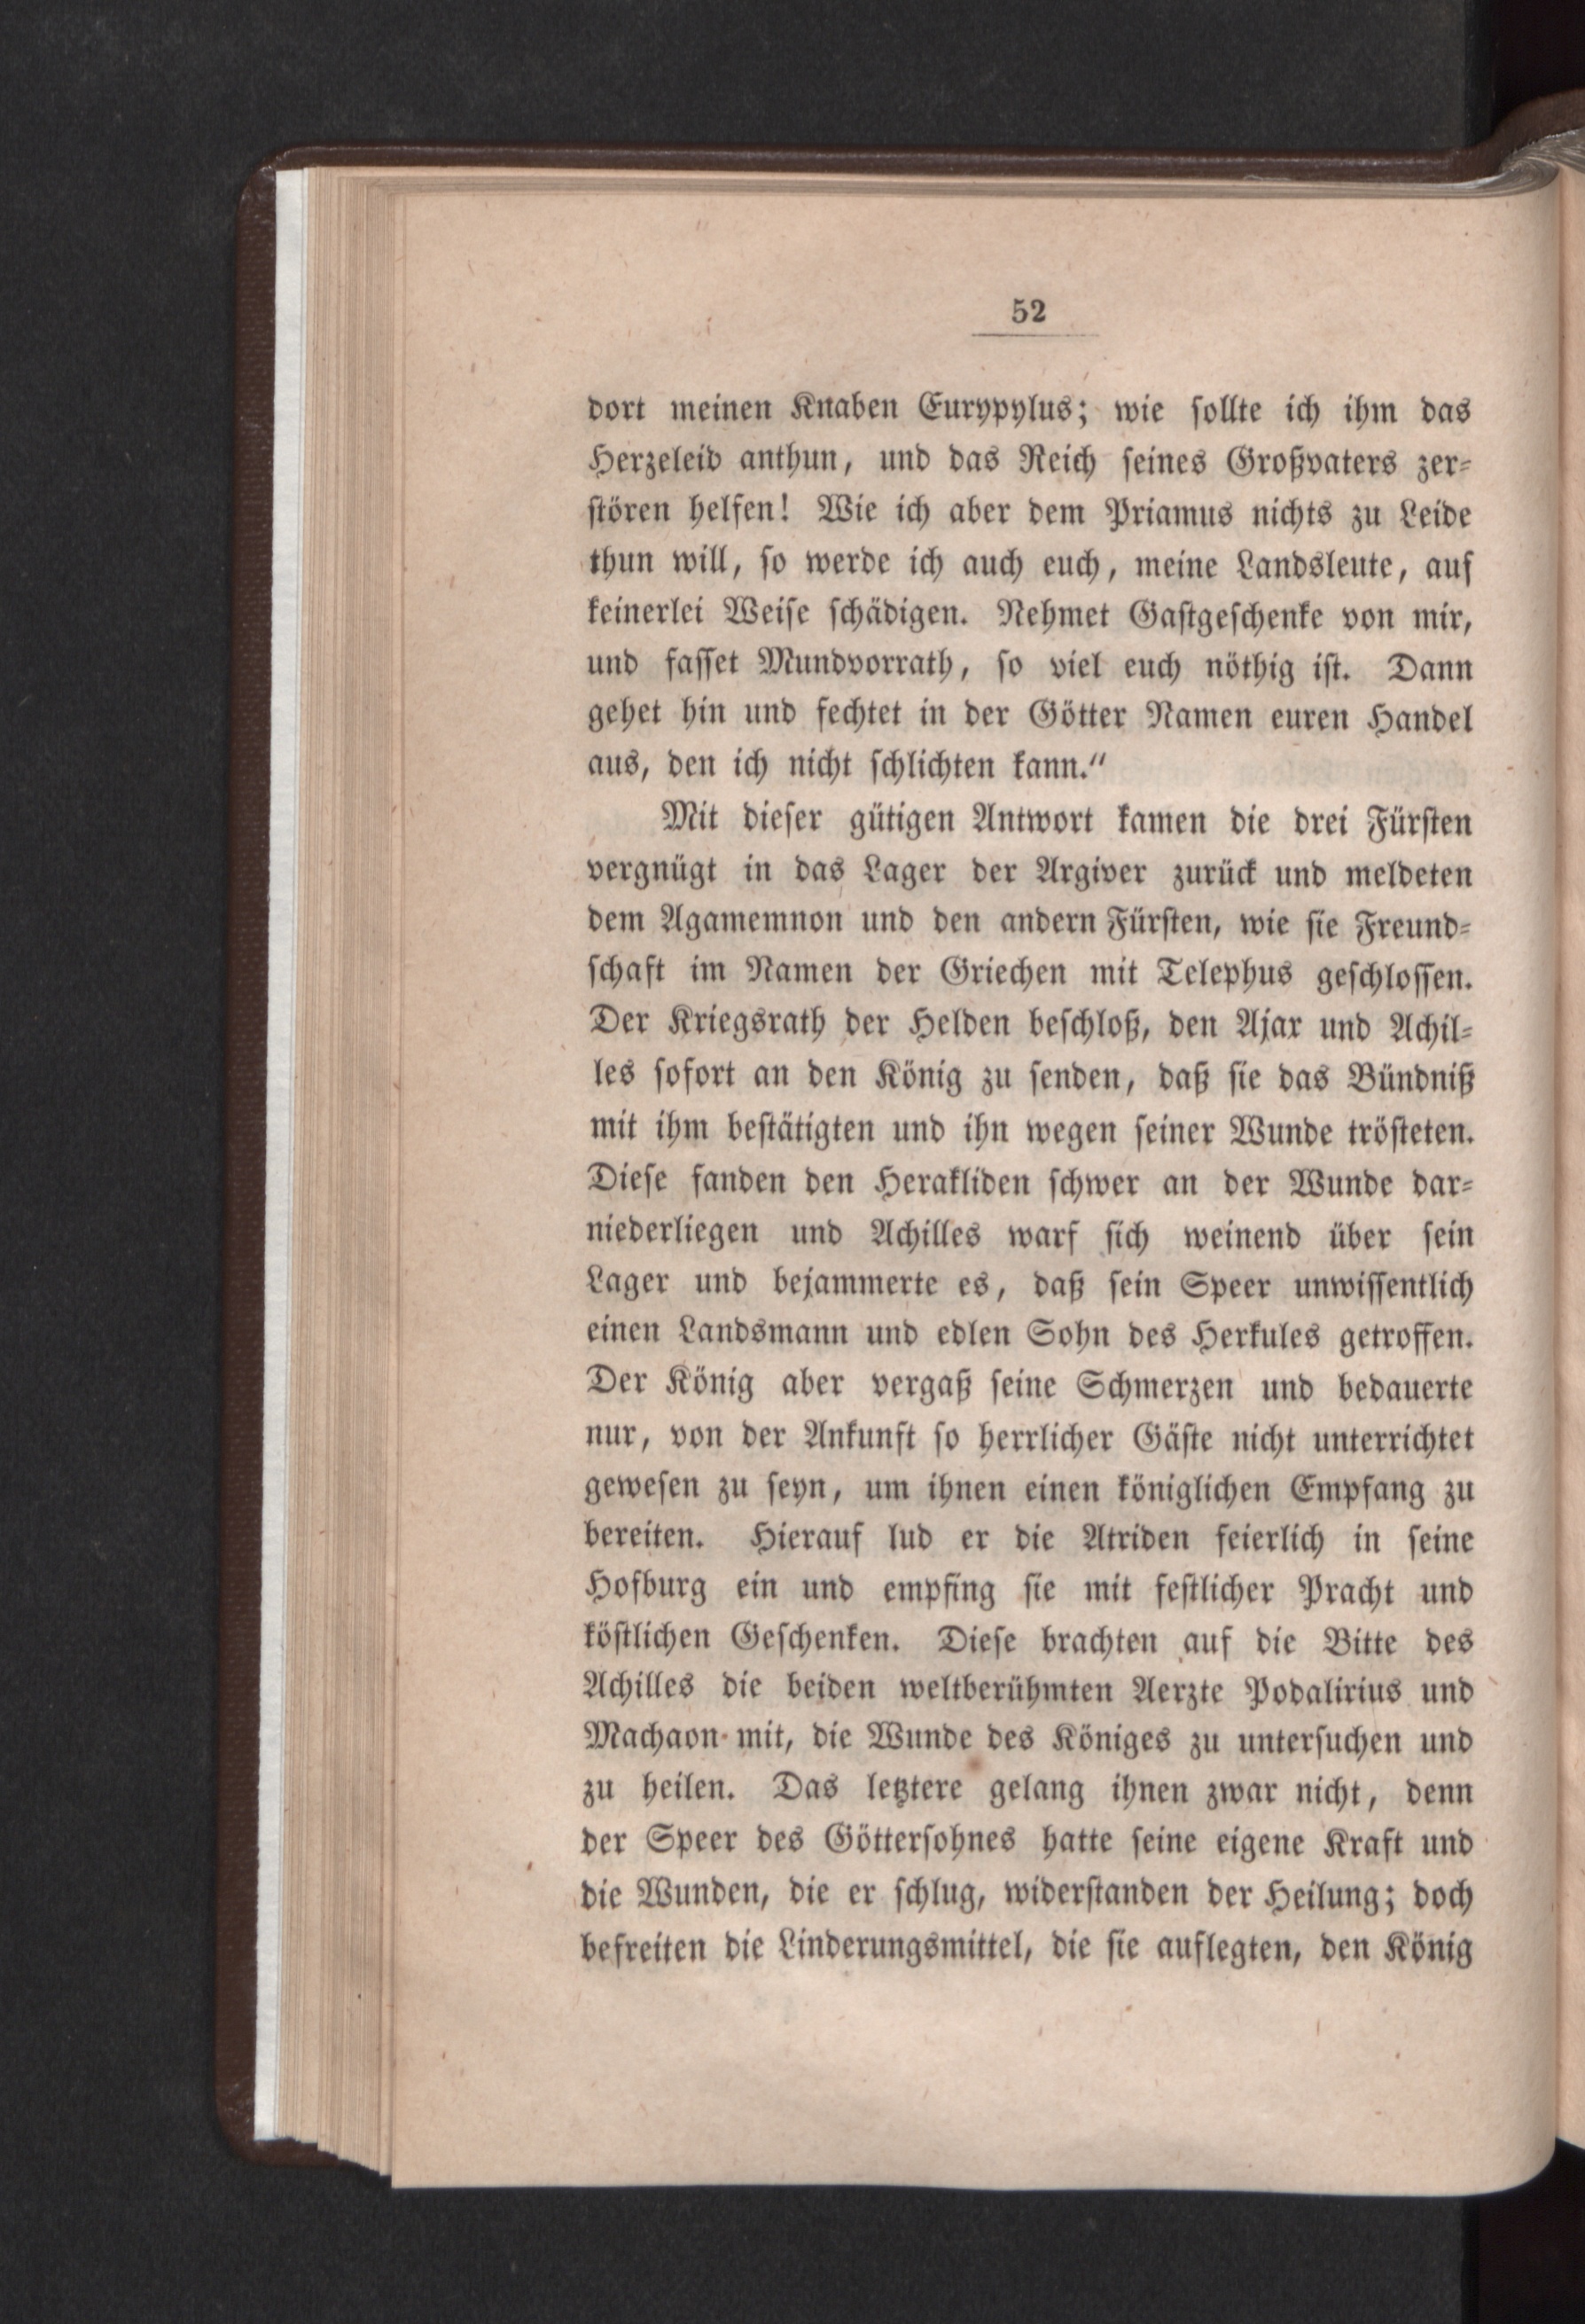 52
dort meinen Knaben Eurypylus; wie sollte ich ihm das
Herzeleid anthun, und das Reich seines Großvaters zer-
stören helfen! Wie ich aber dem Priamus nichts zu Leide
thun will, so werde ich auch euch, meine Landsleute, auf
keinerlei Weise schädigen. Nehmet Gastgeschenke von mir,
und fasset Mundvorrath, so viel euch nöthig ist. Dann
gehet hin und fechtet in der Götter Namen euren Handel
aus, den ich nicht schlichten kann.“
Mit dieser gütigen Antwort kamen die drei Fürsten
vergnügt in das Lager der Argiver zurück und meldeten
dem Agamemnon und den andern Fürsten, wie sie Freund-
schaft im Namen der Griechen mit Telephus geschlossen.
Der Kriegsrath der Helden beschloß, den Ajax und Achil-
les sofort an den König zu senden, daß sie das Bündniß
mit ihm bestätigten und ihn wegen seiner Wunde trösteten.
Diese fanden den Herakliden schwer an der Wunde dar-
niederliegen und Achilles warf sich weinend über sein
Lager und bejammerte es, daß sein Speer unwissentlich
einen Landsmann und edlen Sohn des Herkules getroffen.
Der König aber vergaß seine Schmerzen und bedauerte
nur, von der Ankunft so herrlicher Gäste nicht unterrichtet
gewesen zu seyn, um ihnen einen königlichen Empfang zu
bereiten. Hierauf lud er die Atriden feierlich in seine
Hofburg ein und empfing sie mit festlicher Pracht und
köstlichen Geschenken. Diese brachten auf die Bitte des
Achilles die beiden weltberühmten Aerzte Podalirius und
Machaon mit, die Wunde des Königes zu untersuchen und
zu heilen. Das letztere gelang ihnen zwar nicht, denn
der Speer des Göttersohnes hatte seine eigene Kraft und
die Wunden, die er schlug, widerstanden der Heilung; doch
befreiten die Linderungsmittel, die sie auflegten, den König